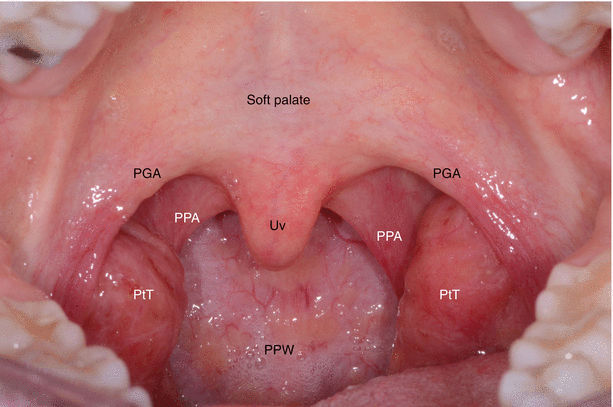 Soft palate
PGA
PGA
PPA
Uv
PPA
PtT
PtT
PPW